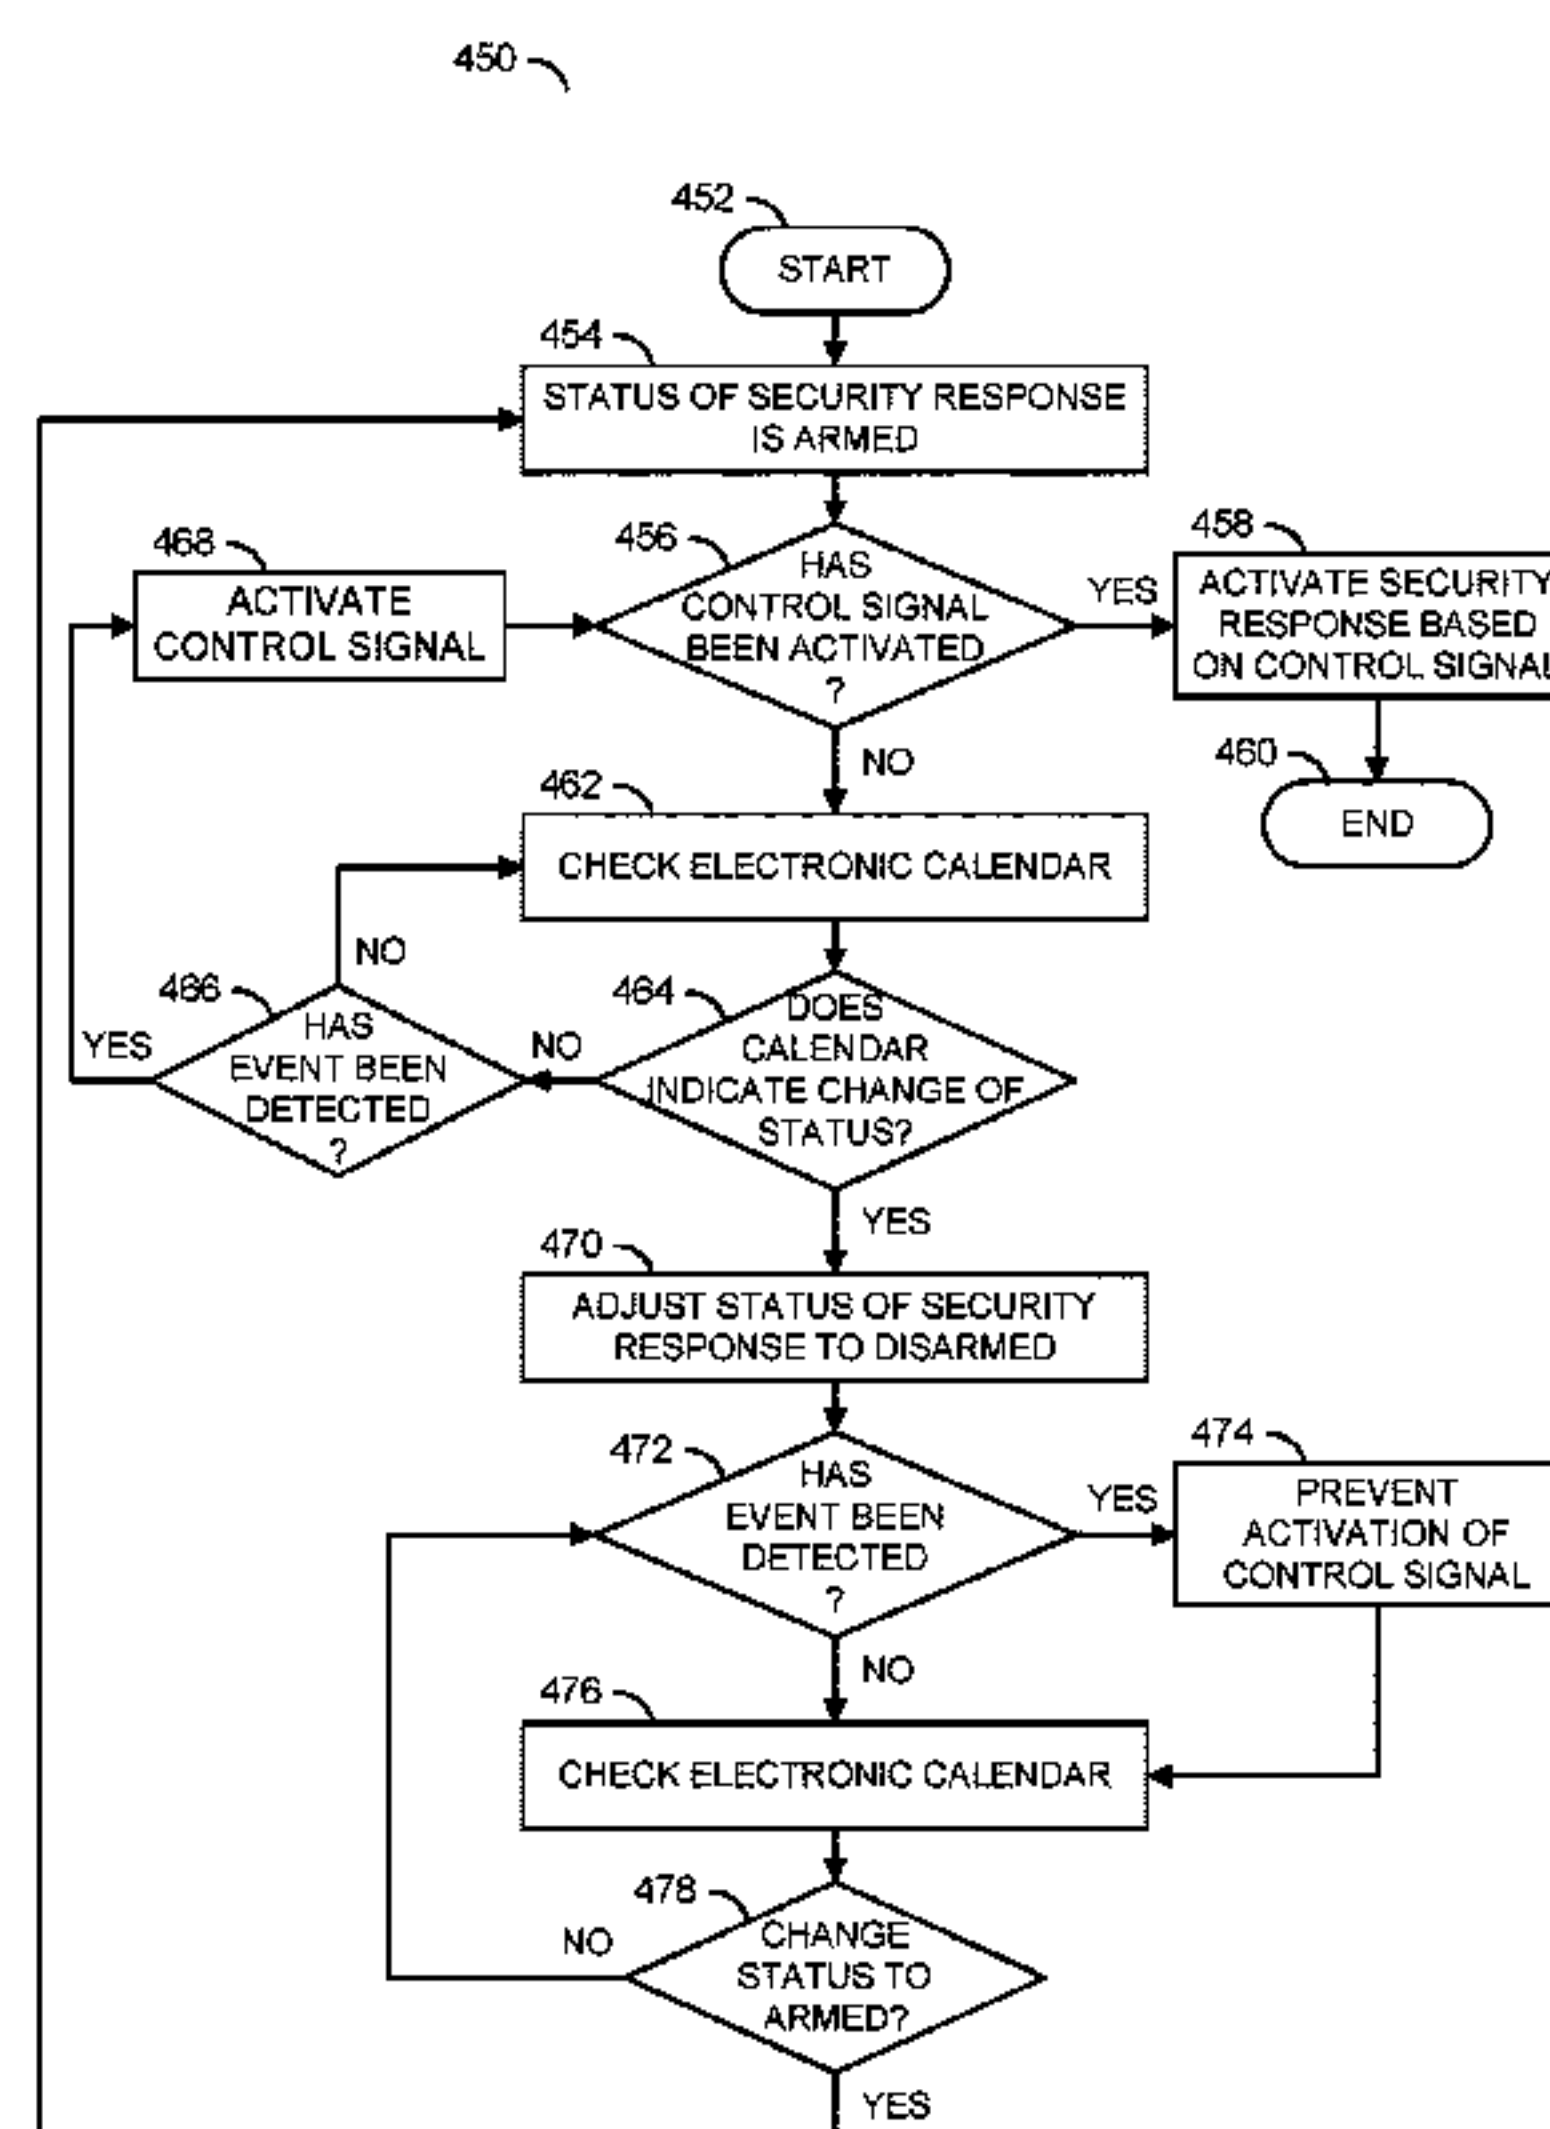 450
452
START
454
STATUS OF SECURITY RESPONSE
IS ARMED
468
ACTIVATE
CONTROL SIGNAL
456
HAS
CONTROL SIGNAL
BEEN ACTIVATED
?
YES
458
ACTIVATE SECURITY
RESPONSE BASED
ON CONTROL SIGNAL
NO
460
END
462
CHECK ELECTRONIC CALENDAR
NO
466
HAS
EVENT BEEN
DETECTED
?
YES
NO
464
DOES
CALENDAR
INDICATE CHANGE OF
STATUS?
YES
470
ADJUST STATUS OF SECURITY
RESPONSE TO DISARMED
472
HAS
EVENT BEEN
DETECTED
?
YES
474
PREVENT
ACTIVATION OF
CONTROL SIGNAL
NO
476
CHECK ELECTRONIC CALENDAR
478
CHANGE
STATUS TO
ARMED?
NO
YES